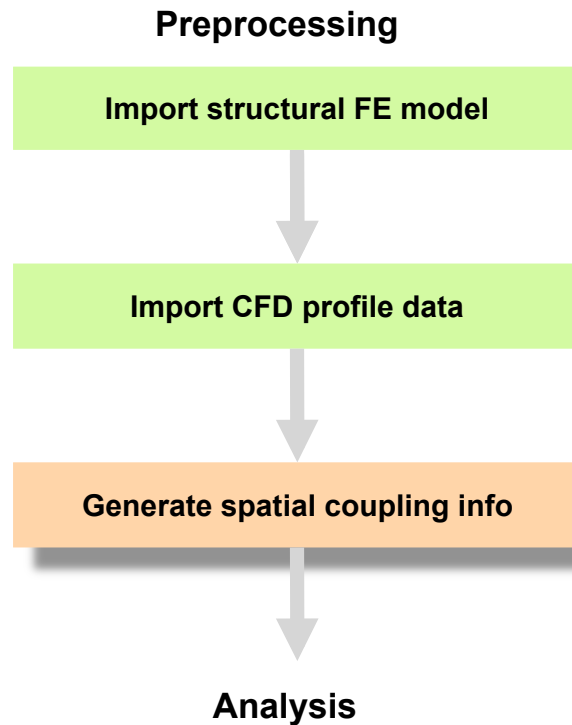 Preprocessing
Import structural FE model
Import CFD profile data
Generate spatial coupling info
Analysis